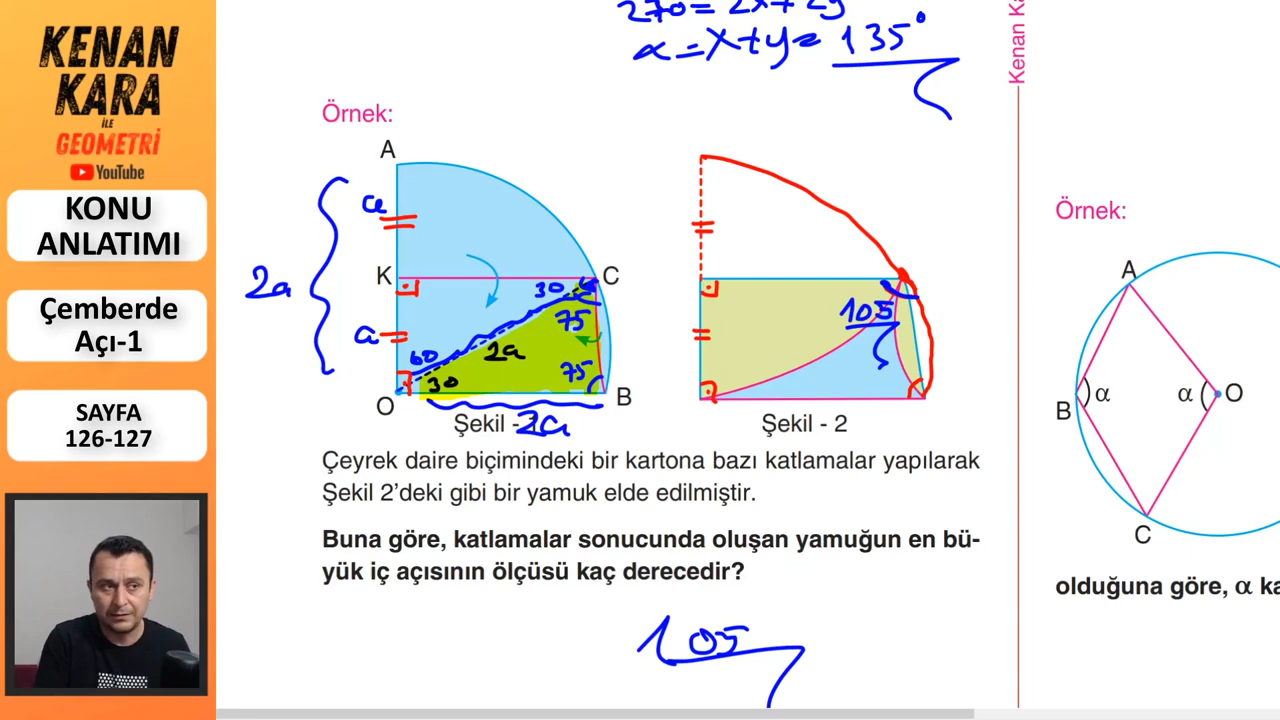 KENAN
KARA
İLE
GEOMETRİ
YouTube
KONU
ANLATIMI
Çemberde
Açı-1
SAYFA
126-127
270 = 2x + 2y
α = x + y = 135°
Kenan Ka
Örnek:
A
a
2a
K
C
30
75
a
60
2a
30
75
O
B
2a
Şekil -
105
Şekil - 2
Çeyrek daire biçimindeki bir kartona bazı katlamalar yapılarak
Şekil 2’deki gibi bir yamuk elde edilmiştir.
Buna göre, katlamalar sonucunda oluşan yamuğun en bü-
yük iç açısının ölçüsü kaç derecedir?
105
Örnek:
A
B
α
α
O
C
olduğuna göre, α ka